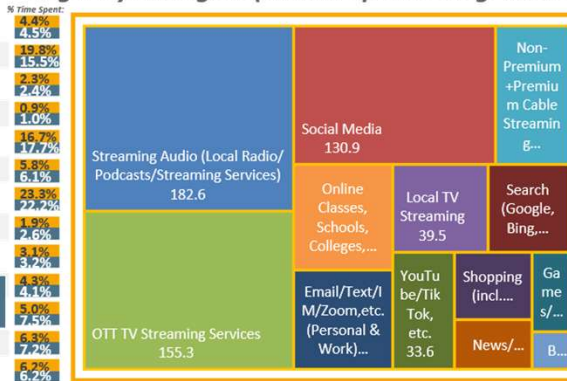 % Time Spent:
4.4%
4.5%
19.8%
15.5%
2.3%
2.4%
0.9%
1.0%
16.7%
17.7%
5.8%
6.1%
23.3%
22.2%
1.9%
2.6%
3.1%
3.2%
4.3%
4.1%
5.0%
7.5%
6.3%
7.2%
6.2%
6.2%
Streaming Audio (Local Radio/
Podcasts/Streaming Services)
182.6
OTT TV Streaming Services
155.3
Social Media
130.9
Non-
Premium
+Premiu
m Cable
Streamin
g...
Online
Classes,
Schools,
Colleges,...
Local TV
Streaming
39.5
Search
(Google,
Bing,...
Email/Text/I
M/Zoom,etc.
(Personal &
Work)...
YouTu
be/Tik
Tok,
etc.
33.6
Shopping
(incl....
Ga
me
s/...
News/...
B...